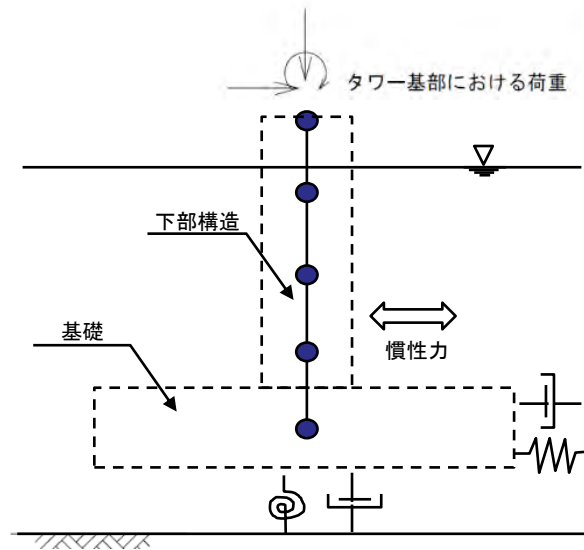 タワー基部における荷重
下部構造
基礎
慣性力